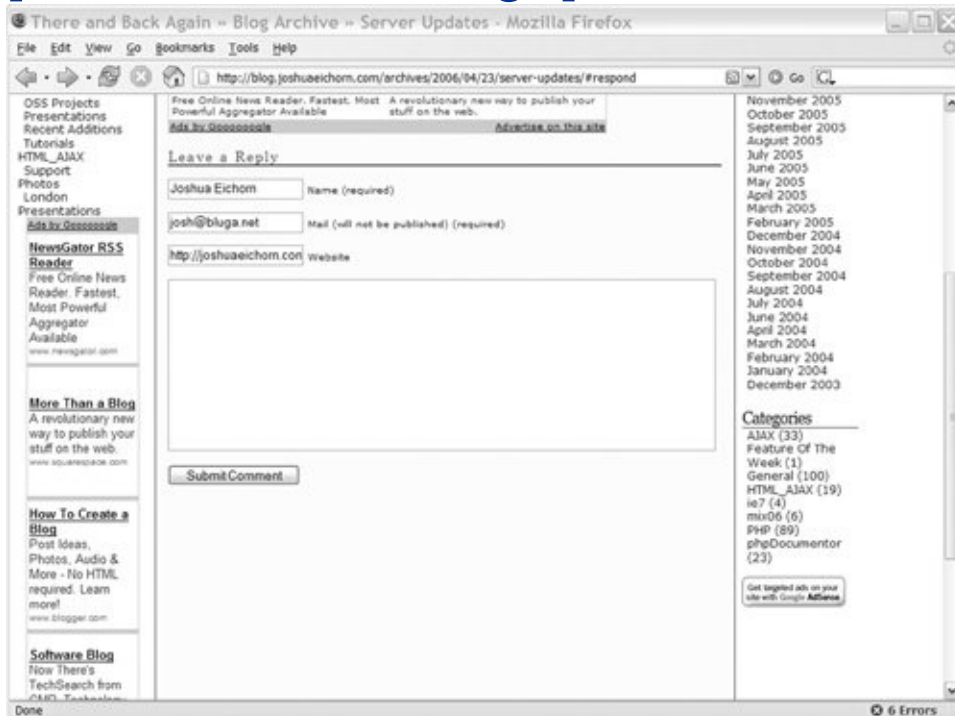 There and Back Again » Blog Archive » Server Updates - Mozilla Firefox
File Edit View Go Bookmarks Tools Help
http://blog.joshuaeichorn.com/archives/2006/04/23/server-updates/#respond
Go
OSS Projects
Presentations
Recent Additions
Tutorials
HTML_AJAX
Support
Photos
London
Presentations
Ads by Goooooogle
NewsGator RSS
Reader
Free Online News
Reader. Fastest,
Most Powerful
Aggregator
Available
www.newsgator.com
More Than a Blog
A revolutionary new
way to publish your
stuff on the web.
www.squarespace.com
How To Create a
Blog
Post Ideas,
Photos, Audio &
More - No HTML
required. Learn
more!
www.blogger.com
Software Blog
Now There's
TechSearch from
Free Online News Reader. Fastest, Most
Powerful Aggregator Available
A revolutionary new way to publish your
stuff on the web.
Ads by Goooooogle
Advertise on this site
Leave a Reply
Joshua Eichorn Name (required)
josh@bluga.net Mail (will not be published) (required)
http://joshuaeichorn.con Website
Submit Comment
November 2005
October 2005
September 2005
August 2005
July 2005
June 2005
May 2005
April 2005
March 2005
February 2005
December 2004
November 2004
October 2004
September 2004
August 2004
July 2004
June 2004
April 2004
March 2004
February 2004
January 2004
December 2003
Categories
AJAX (33)
Feature Of The
Week (1)
General (100)
HTML_AJAX (19)
ie7 (4)
mix06 (6)
PHP (89)
phpDocumentor
(23)
Get targeted ads on your
site with Google AdSense
Done
6 Errors